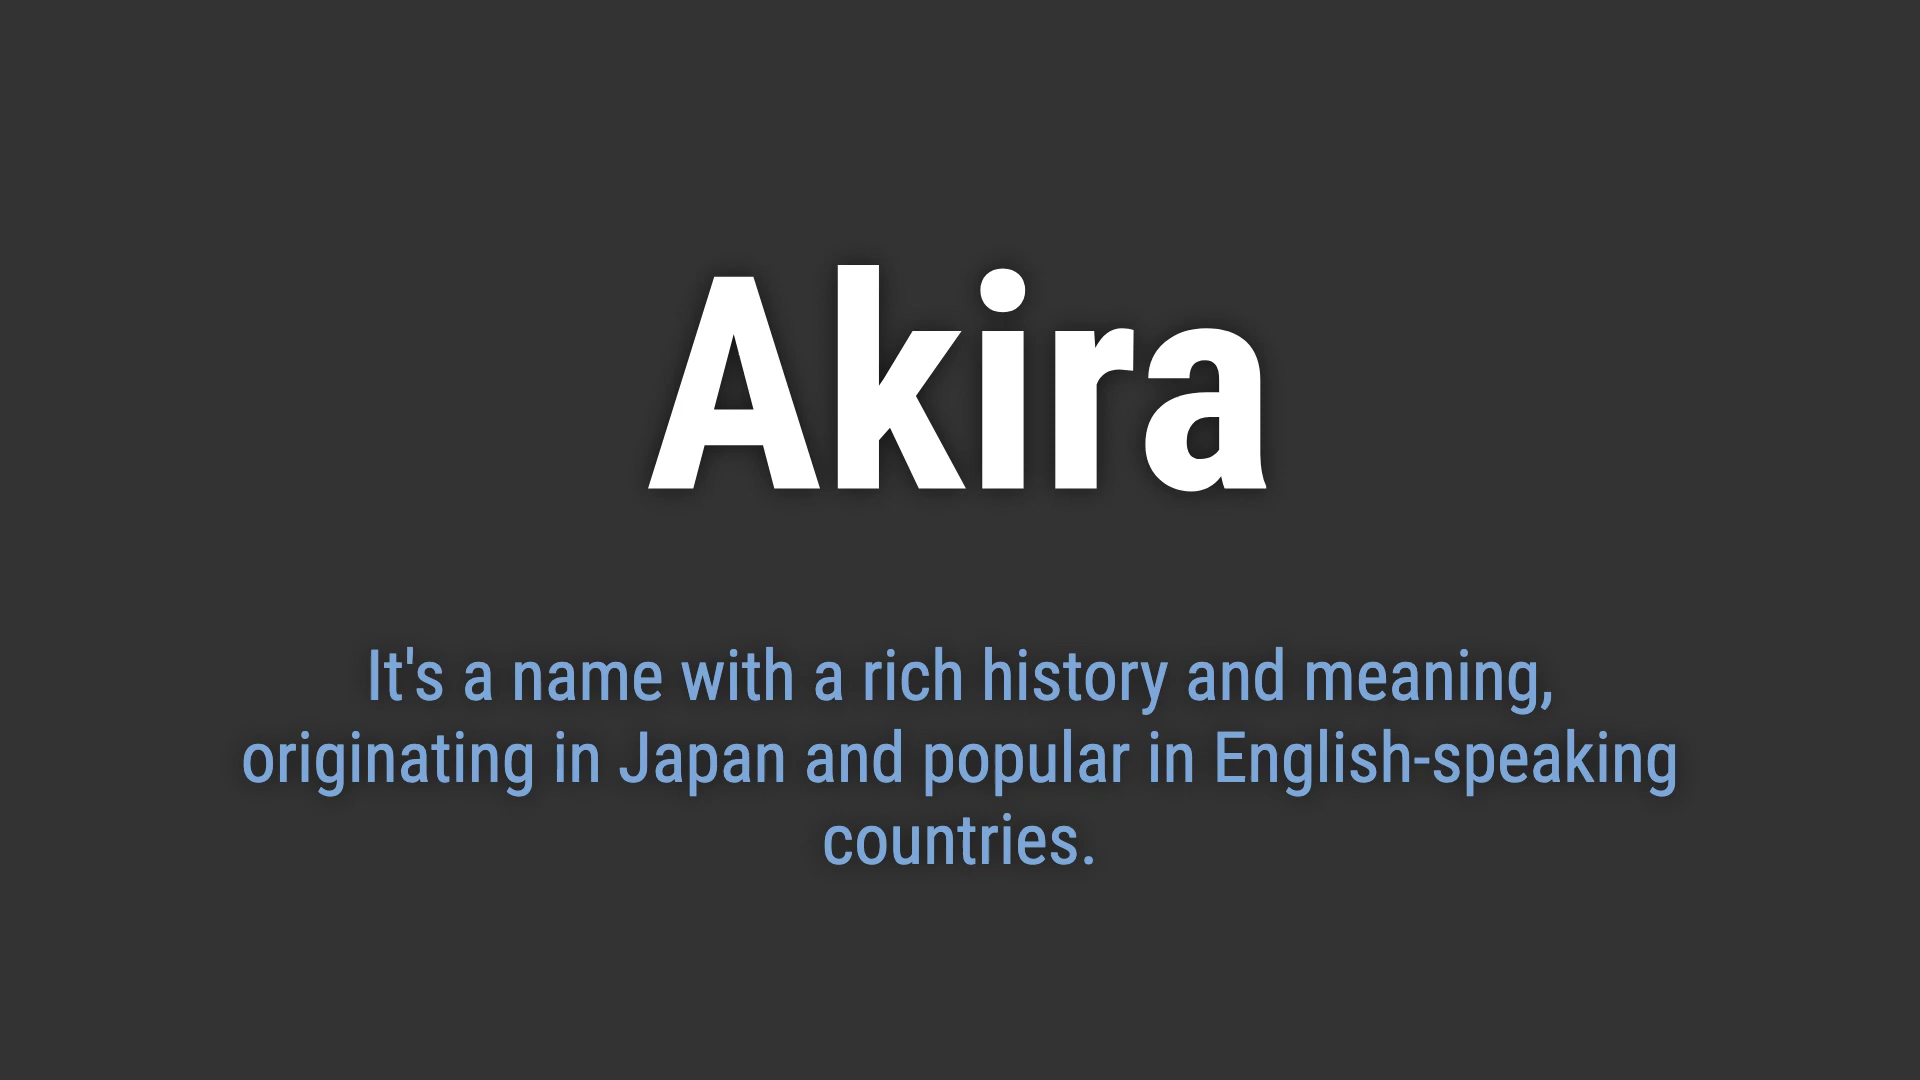 Akira
It's a name with a rich history and meaning,
originating in Japan and popular in English-speaking
countries.